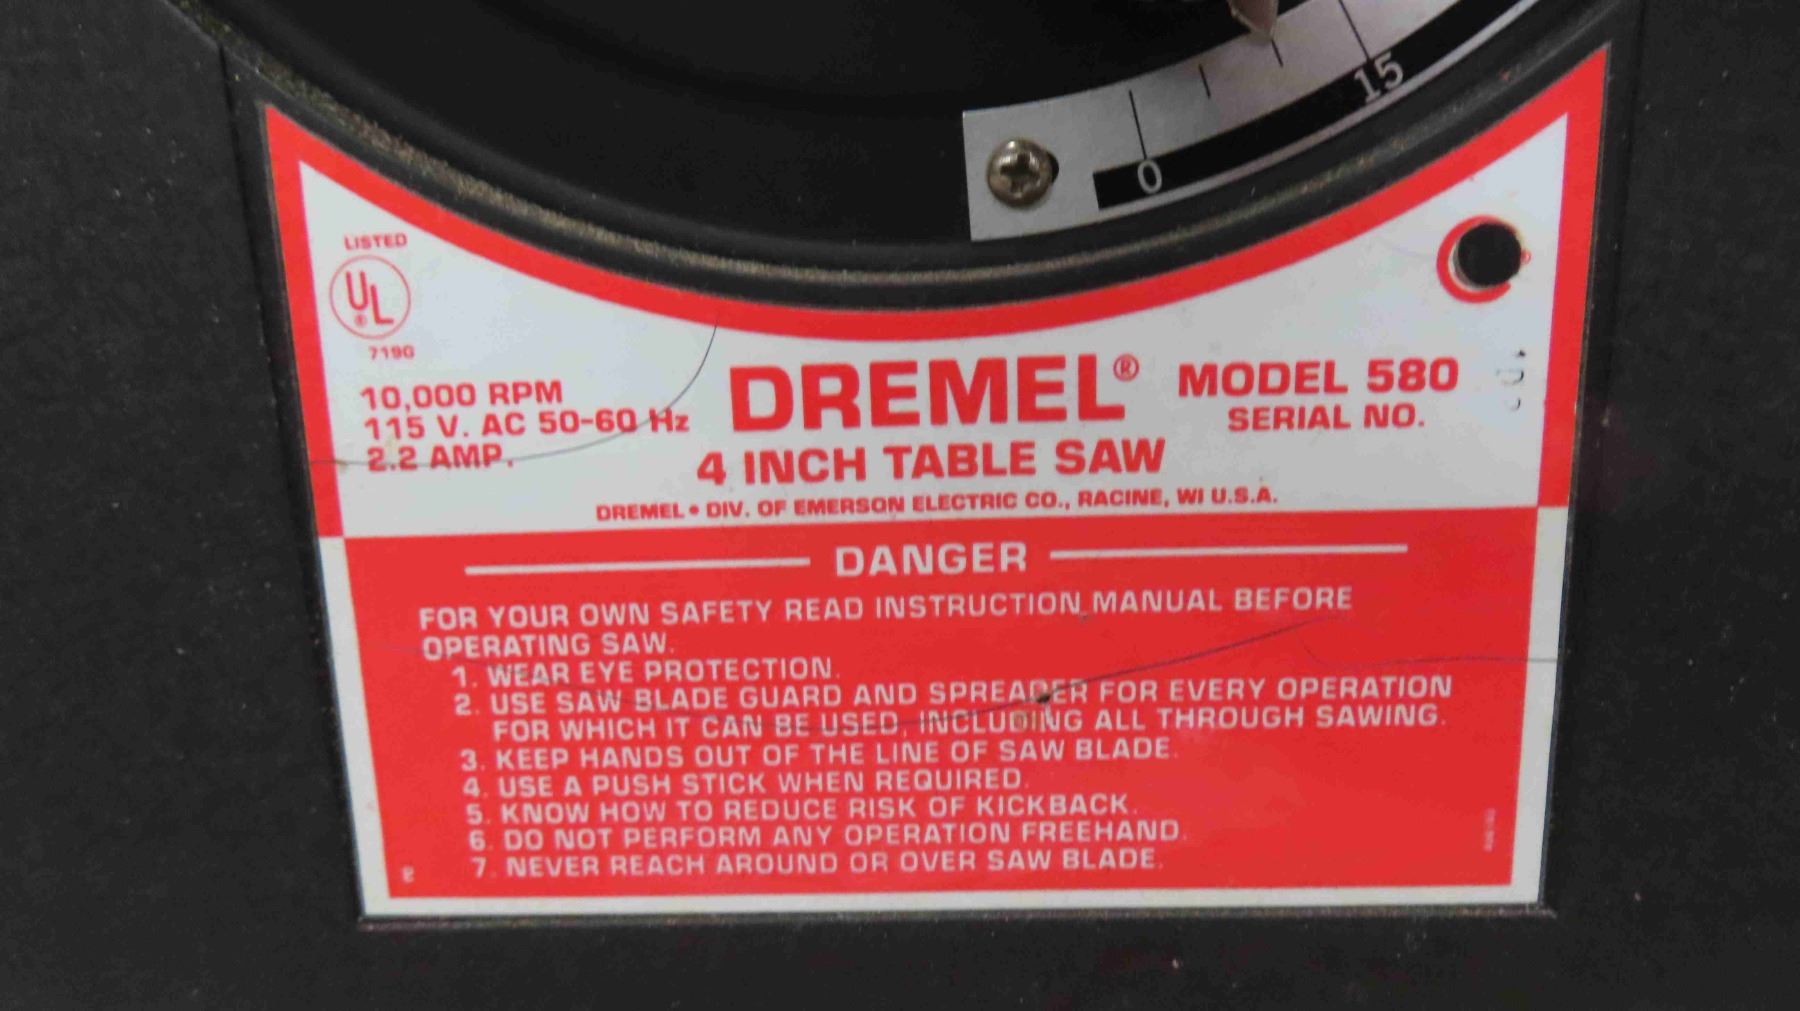 0
15
LISTED
UL
®
719G
10,000 RPM
115 V. AC 50-60 Hz
2.2 AMP.
DREMEL® MODEL 580
SERIAL NO.
4 INCH TABLE SAW
DREMEL • DIV. OF EMERSON ELECTRIC CO., RACINE, WI U.S.A.
DANGER
FOR YOUR OWN SAFETY READ INSTRUCTION MANUAL BEFORE
OPERATING SAW.
1. WEAR EYE PROTECTION.
2. USE SAW BLADE GUARD AND SPREADER FOR EVERY OPERATION
FOR WHICH IT CAN BE USED, INCLUDING ALL THROUGH SAWING.
3. KEEP HANDS OUT OF THE LINE OF SAW BLADE.
4. USE A PUSH STICK WHEN REQUIRED.
5. KNOW HOW TO REDUCE RISK OF KICKBACK.
6. DO NOT PERFORM ANY OPERATION FREEHAND.
7. NEVER REACH AROUND OR OVER SAW BLADE.